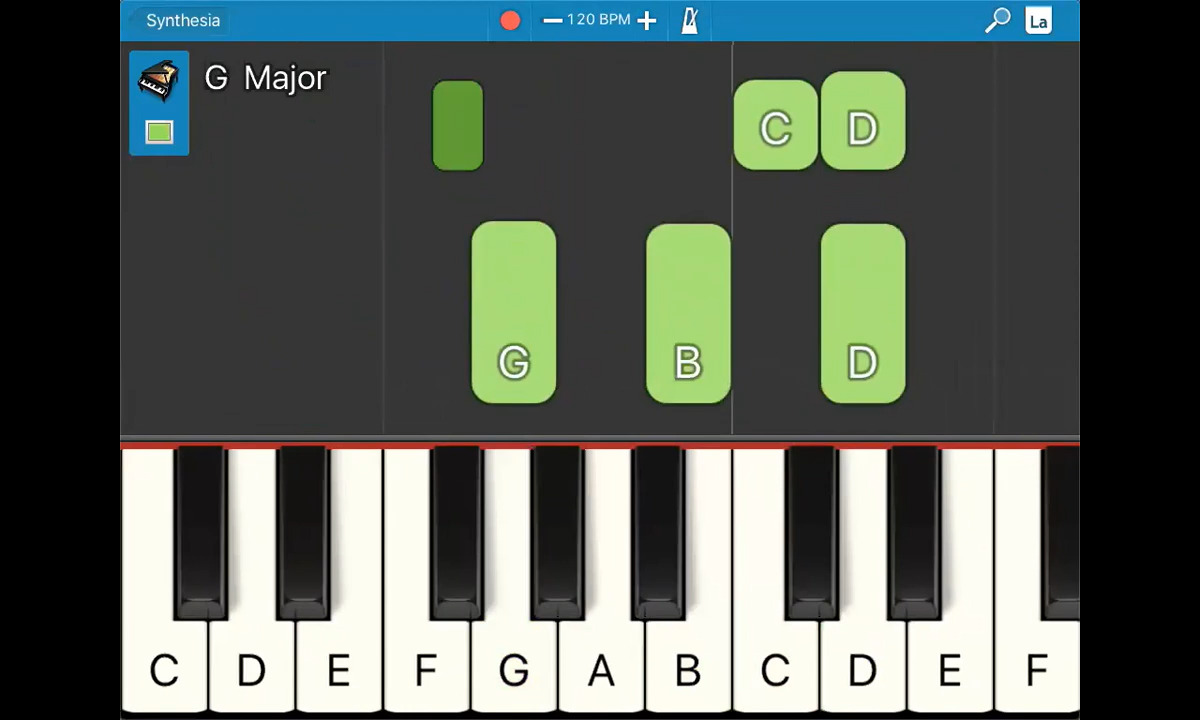 Synthesia
120 BPM
La
G Major
C D
G B D
C D E F G A B C D E F